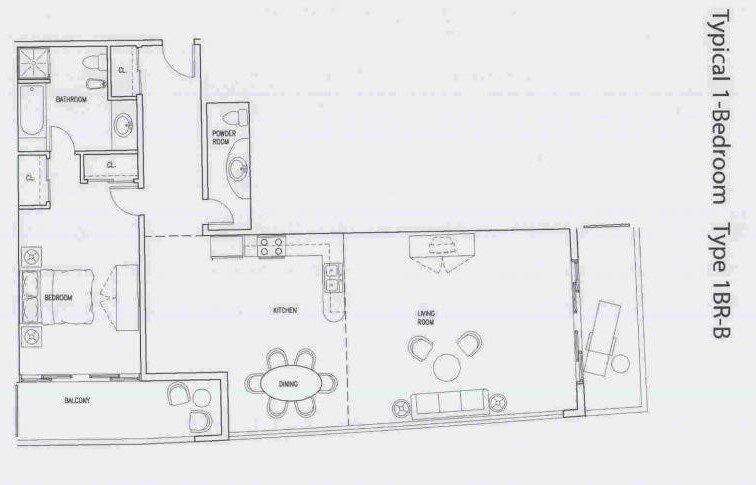 Typical 1-Bedroom Type 1BR-B
CL
BATHROOM
POWDER
ROOM
CL
CL
BEDROOM
KITCHEN
LIVING
ROOM
DINING
BALCONY